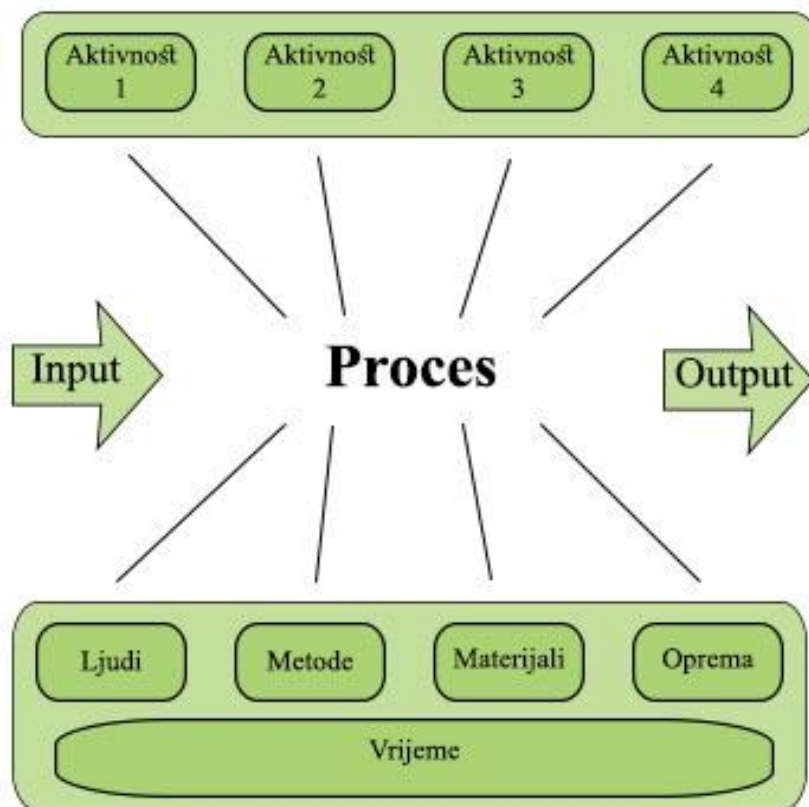 Aktivnost
1
Aktivnost
2
Aktivnost
3
Aktivnost
4
Input
Proces
Output
Ljudi
Metode
Materijali
Oprema
Vrijeme